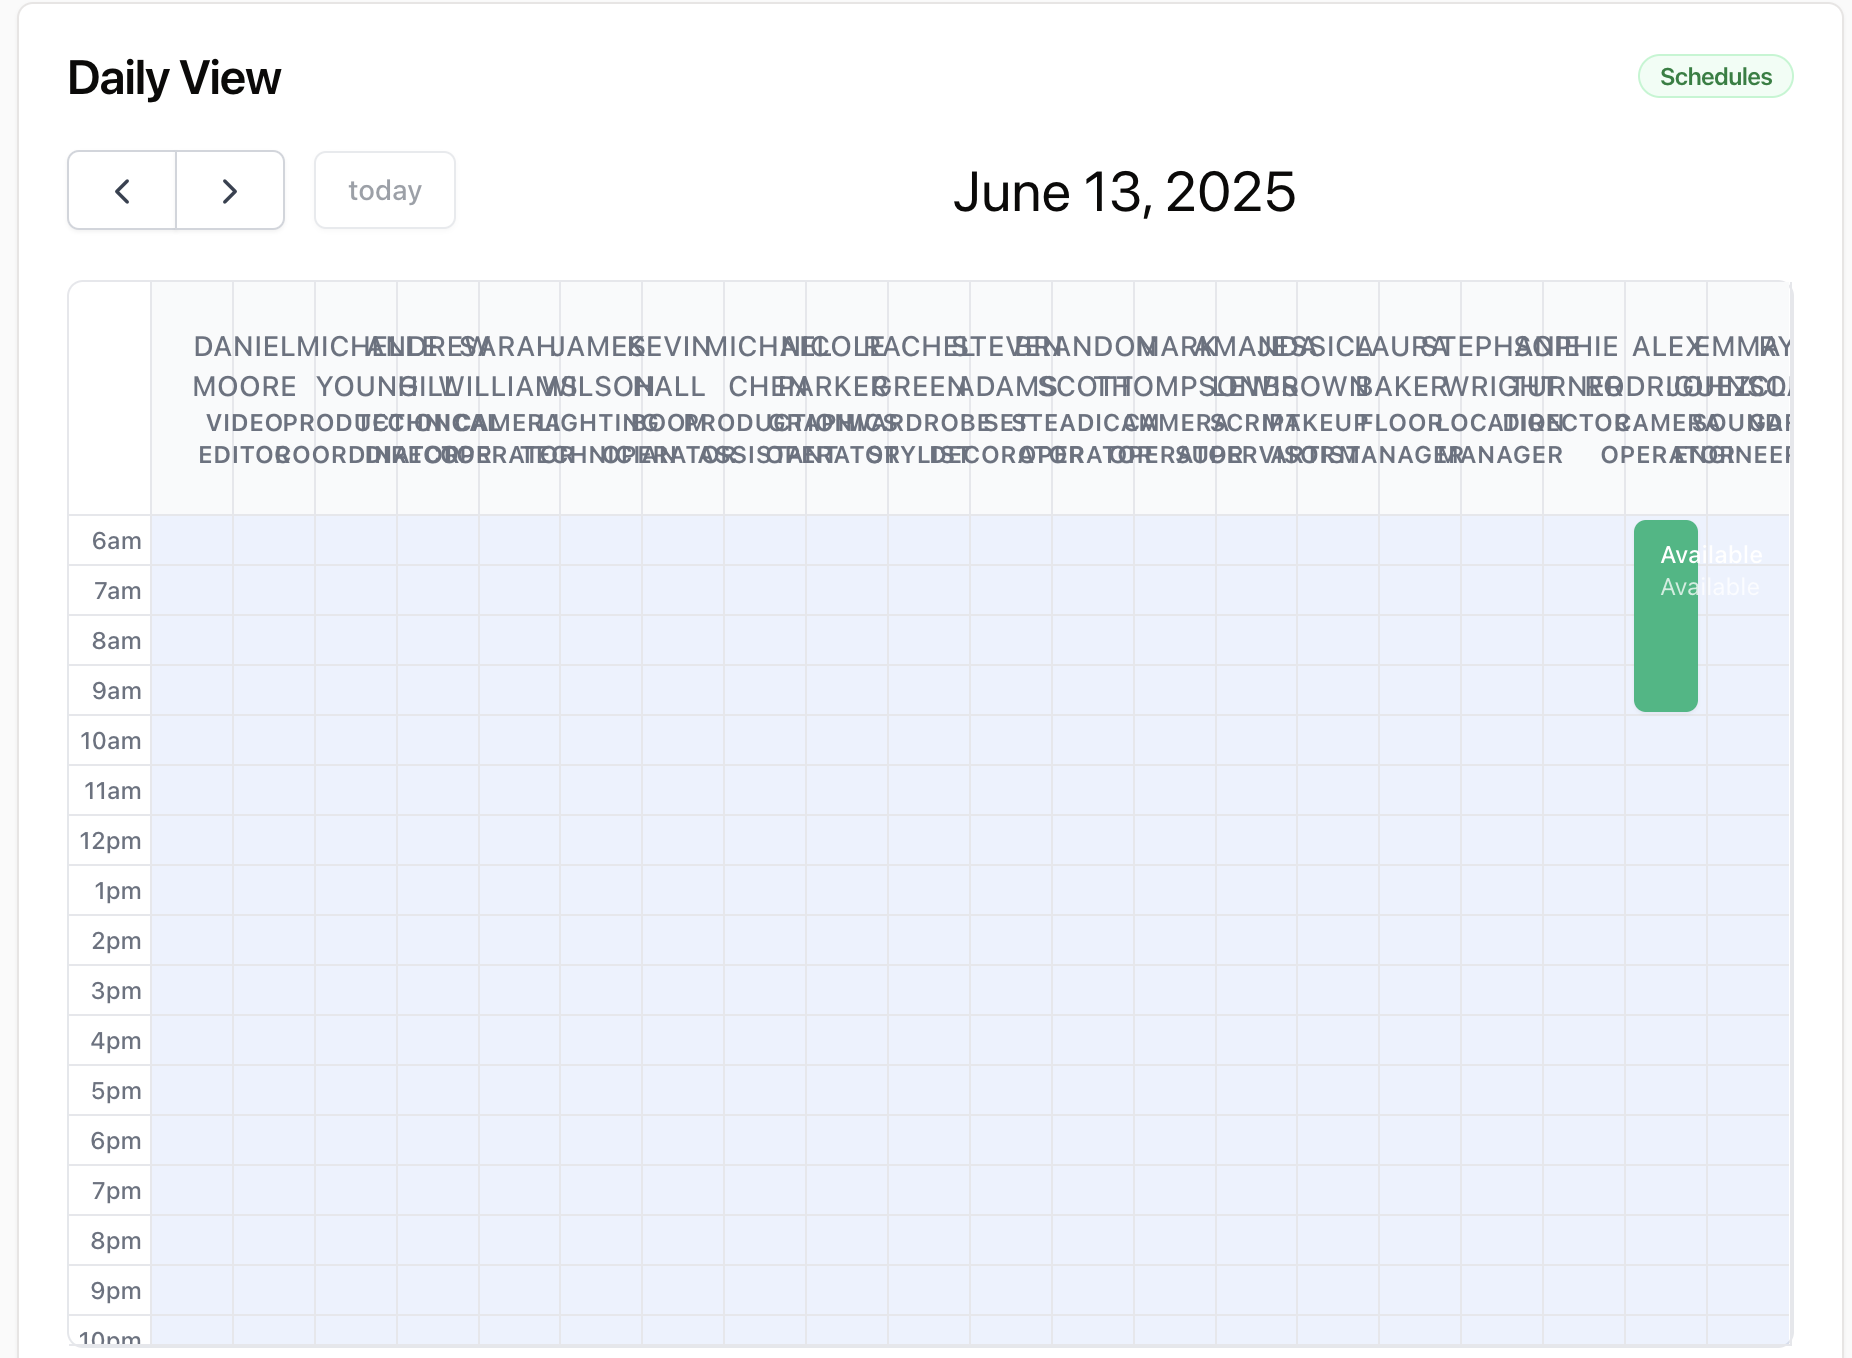 Daily View
Schedules
today
June 13, 2025
DANIEL MICHELLE ANDREW SARAH JAMES KEVIN MICHAEL NICOLE RACHEL STEVEN BRANDON MARK AMANDA JESSICA LAURA STEPHANIE SOPHIE ALEX EMMA
MOORE YOUNG HILL WILLIAMS WILSON HALL CHEN PARKER GREEN ADAMS SCOTT THOMPSON LEWIS BROWN BAKER WRIGHT TURNER RODRIGUEZ JOHNSON
VIDEO PRODUCTION TECHNICAL CAMERA LIGHTING BOOM PRODUCTION GRAPHICS WARDROBE SET STEADICAM CAMERA SCRIPT MAKEUP FLOOR LOCATION DIRECTOR CAMERA SOUND
EDITOR COORDINATOR DIRECTOR OPERATOR TECHNICIAN OPERATOR ASSISTANT OPERATOR STYLIST DECORATOR OPERATOR OPERATOR SUPERVISOR ARTIST MANAGER MANAGER OPERATOR ENGINEER
6am
Available
7am
Available
8am
9am
10am
11am
12pm
1pm
2pm
3pm
4pm
5pm
6pm
7pm
8pm
9pm
10pm